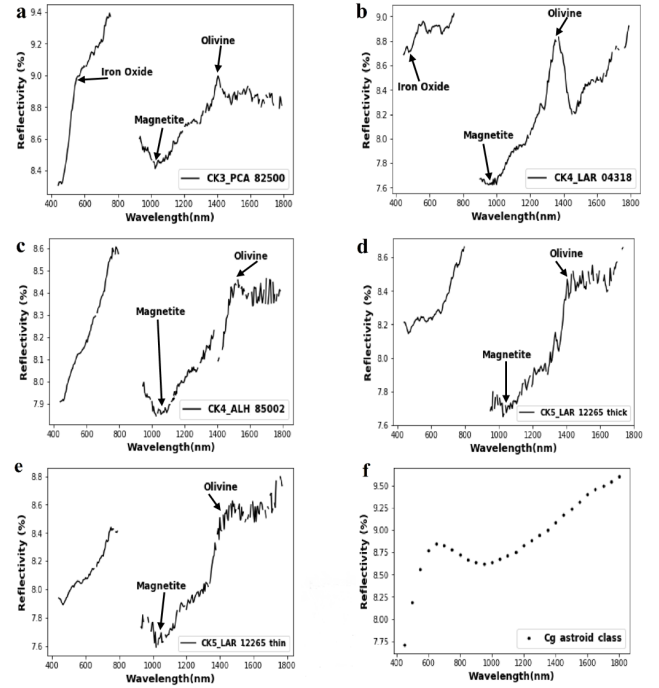 a
Reflectivity (%)
9.4
9.2
9.0
8.8
8.6
8.4
Olivine
Iron Oxide
Magnetite
CK3_PCA 82500
400 600 800 1000 1200 1400 1600 1800
Wavelength(nm)
b
Reflectivity (%)
9.0
8.8
8.6
8.4
8.2
8.0
7.8
7.6
Olivine
Iron Oxide
Magnetite
CK4_LAR 04318
400 600 800 1000 1200 1400 1600 1800
Wavelength(nm)
c
Reflectivity (%)
8.6
8.5
8.4
8.3
8.2
8.1
8.0
7.9
Olivine
Magnetite
CK4_ALH 85002
400 600 800 1000 1200 1400 1600 1800
Wavelength(nm)
d
Reflectivity (%)
8.6
8.4
8.2
8.0
7.8
7.6
Olivine
Magnetite
CK5_LAR 12265 thick
400 600 800 1000 1200 1400 1600 1800
Wavelength(nm)
e
Reflectivity (%)
8.8
8.6
8.4
8.2
8.0
7.8
7.6
Olivine
Magnetite
CK5_LAR 12265 thin
400 600 800 1000 1200 1400 1600 1800
Wavelength(nm)
f
Reflectivity (%)
9.50
9.25
9.00
8.75
8.50
8.25
8.00
7.75
Cg astroid class
400 600 800 1000 1200 1400 1600 1800
Wavelength(nm)